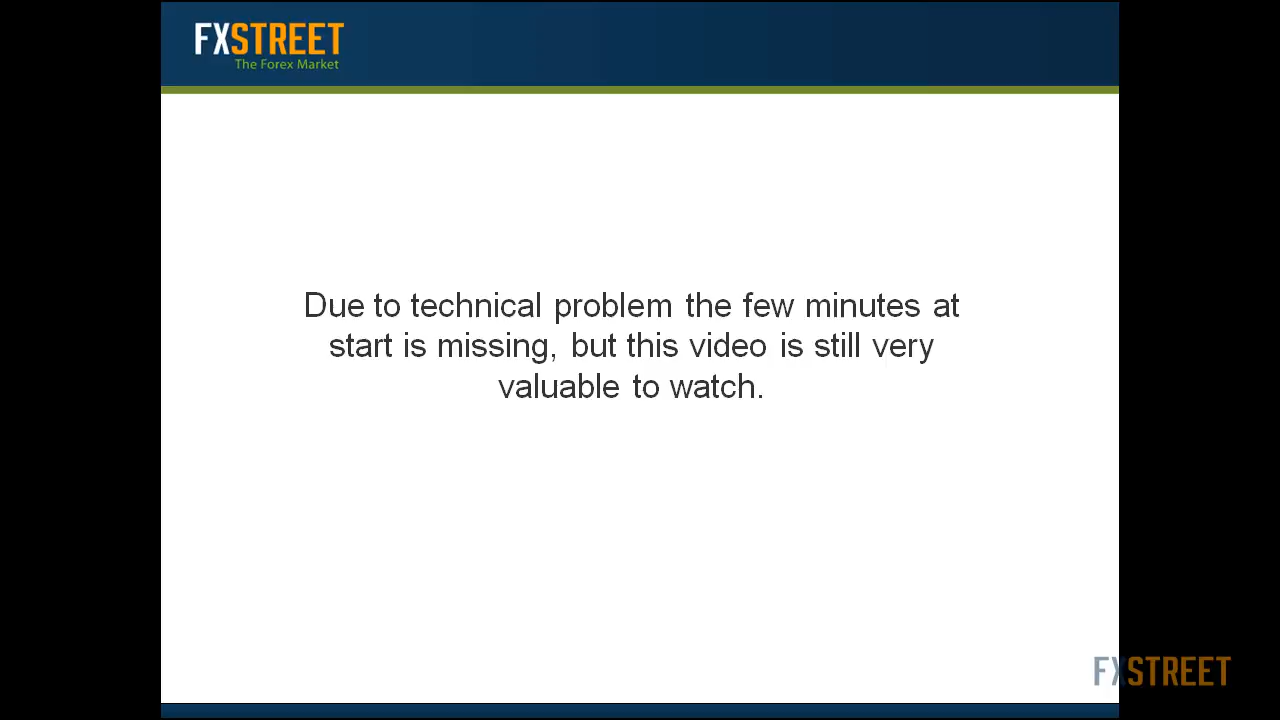 FXSTREET
The Forex Market
Due to technical problem the few minutes at
start is missing, but this video is still very
valuable to watch.
FXSTREET